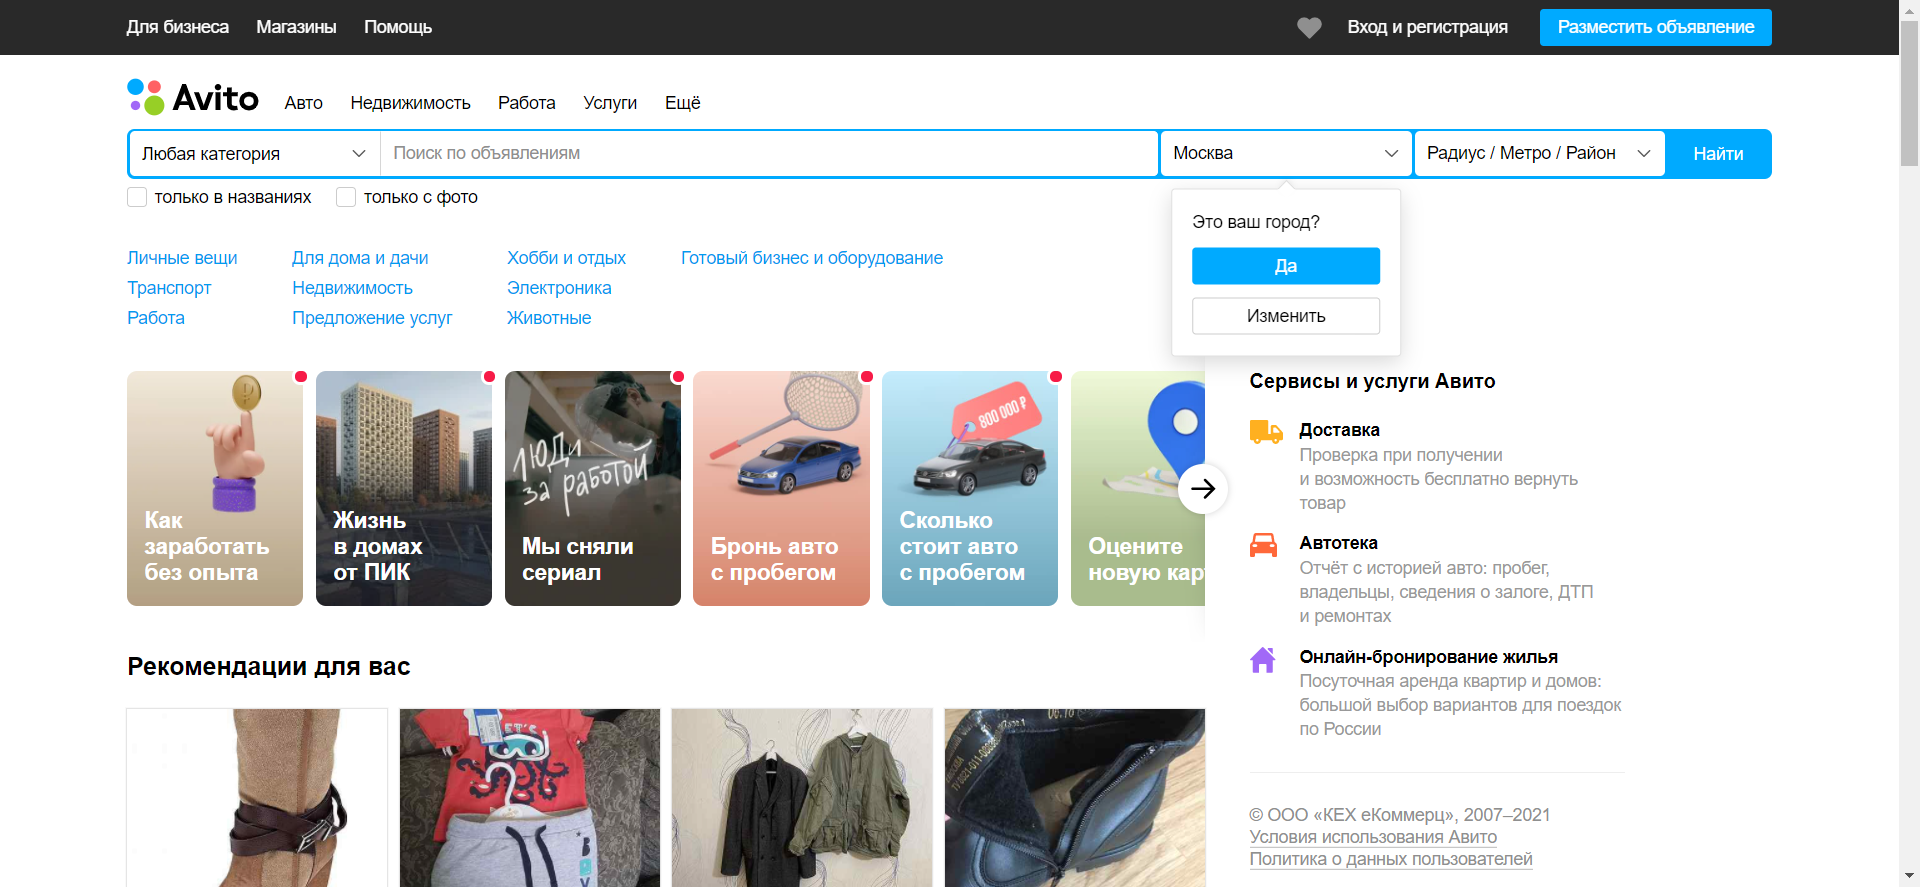 Для бизнеса Магазины Помощь
Вход и регистрация
Разместить объявление
Avito
Авто Недвижимость Работа Услуги Ещё
Любая категория
Поиск по объявлениям
Москва
Радиус / Метро / Район
Найти
только в названиях
только с фото
Это ваш город?
Да
Изменить
Личные вещи
Транспорт
Работа
Для дома и дачи
Недвижимость
Предложение услуг
Хобби и отдых
Электроника
Животные
Готовый бизнес и оборудование
Как
заработать
без опыта
Жизнь
в домах
от ПИК
люди
за работой
Мы сняли
сериал
Бронь авто
с пробегом
800 000 ₽
Сколько
стоит авто
с пробегом
Оцените
новую кар
Сервисы и услуги Авито
Доставка
Проверка при получении
и возможность бесплатно вернуть
товар
Автотека
Отчёт с историей авто: пробег,
владельцы, сведения о залоге, ДТП
и ремонтах
Онлайн-бронирование жилья
Посуточная аренда квартир и домов:
большой выбор вариантов для поездок
по России
© ООО «КЕХ еКоммерц», 2007–2021
Условия использования Авито
Политика о данных пользователей
Рекомендации для вас
LET'S